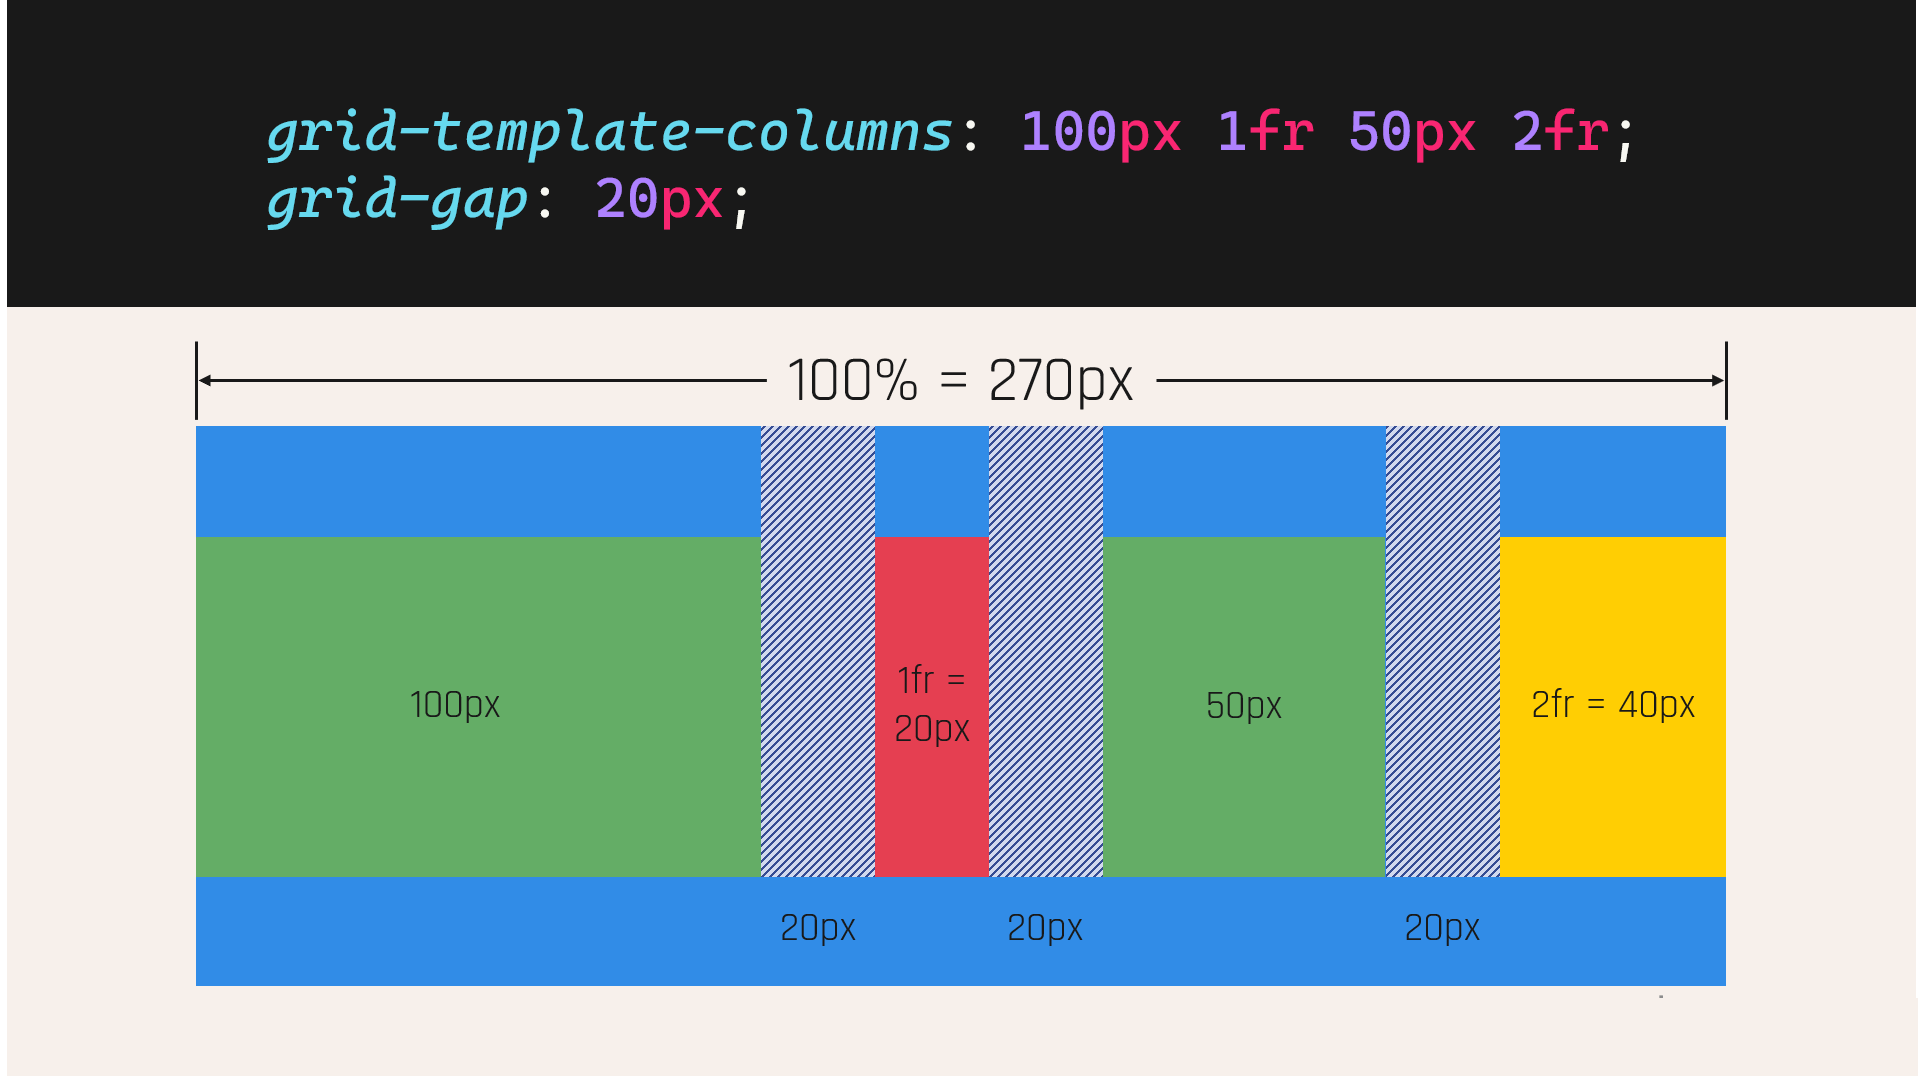 grid-template-columns: 100px 1fr 50px 2fr;
grid-gap: 20px;
100% = 270px
100px
1fr =
20px
50px
2fr = 40px
20px
20px
20px